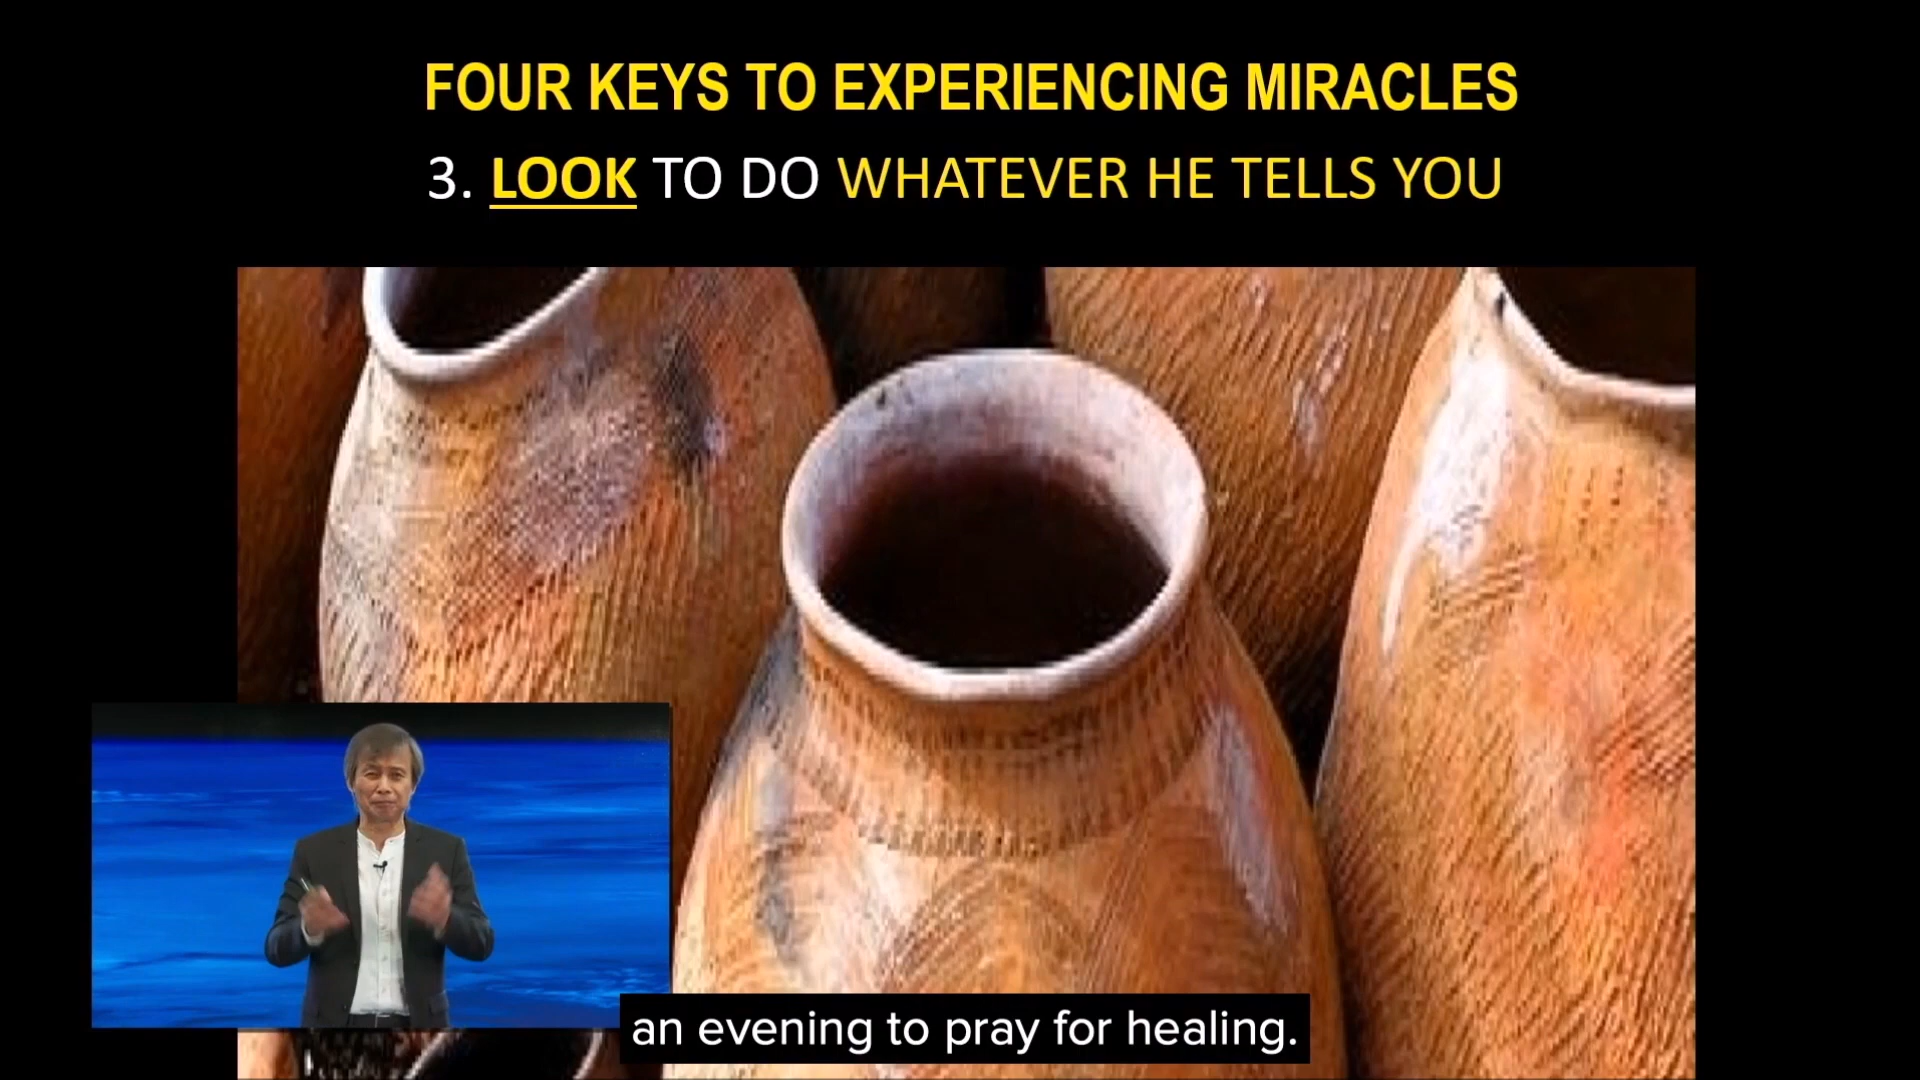 FOUR KEYS TO EXPERIENCING MIRACLES
3. LOOK TO DO WHATEVER HE TELLS YOU
an evening to pray for healing.